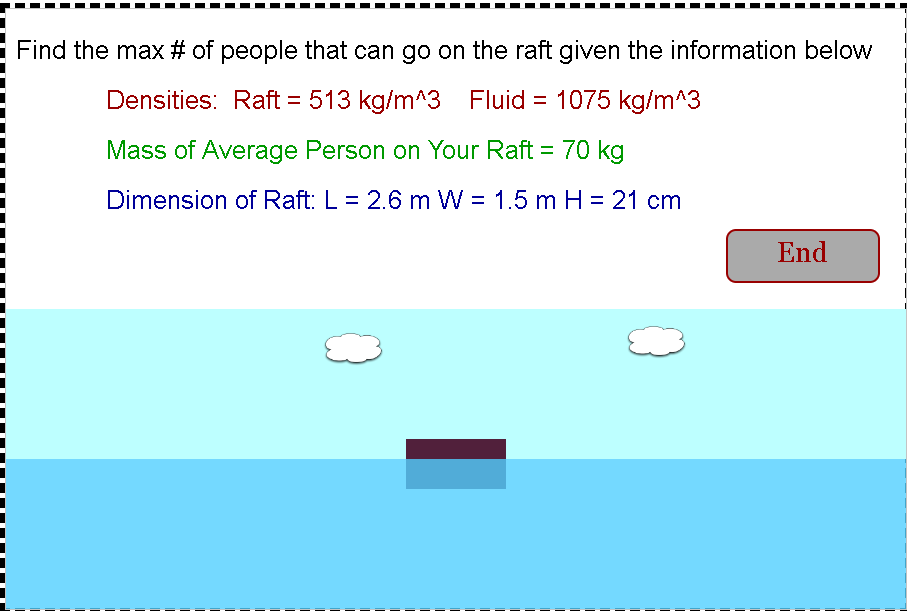 Find the max # of people that can go on the raft given the information below
Densities:  Raft = 513 kg/m^3    Fluid = 1075 kg/m^3
Mass of Average Person on Your Raft = 70 kg
Dimension of Raft: L = 2.6 m W = 1.5 m H = 21 cm
End